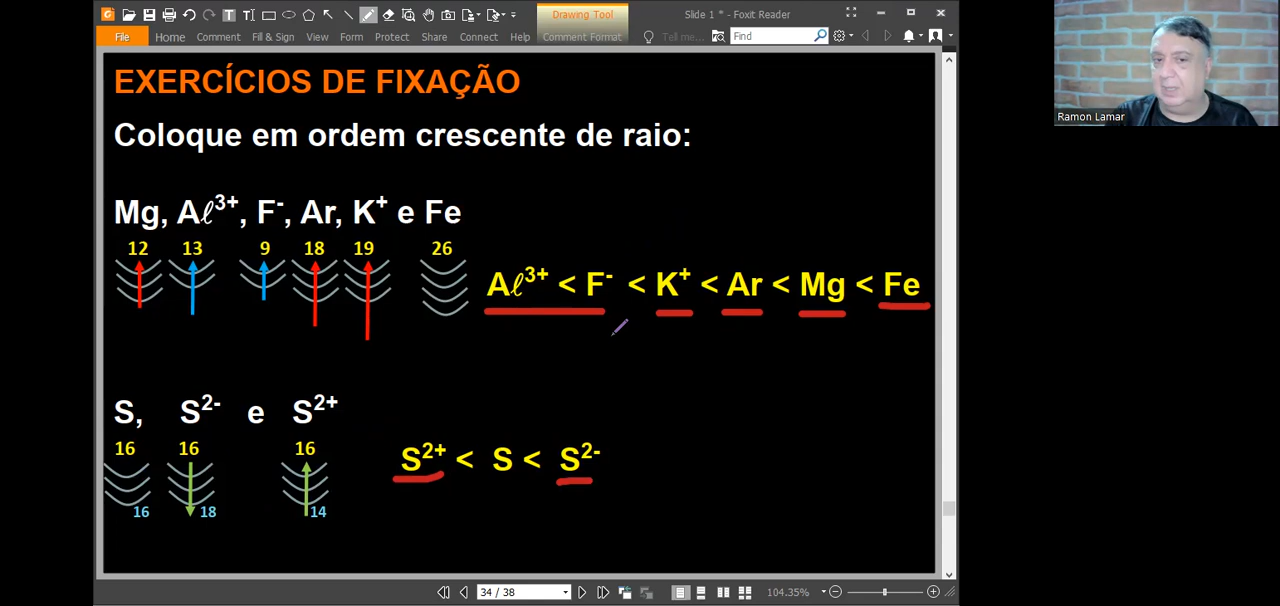 Drawing Tool
Slide 1 * - Foxit Reader
File Home Comment Fill & Sign View Form Protect Share Connect Help Comment Format Tell me... Find
Ramon Lamar
EXERCÍCIOS DE FIXAÇÃO
Coloque em ordem crescente de raio:
Mg, Aℓ³⁺, F⁻, Ar, K⁺ e Fe
12 13 9 18 19 26
Aℓ³⁺ < F⁻ < K⁺ < Ar < Mg < Fe
S, S²⁻ e S²⁺
16 16 16
S²⁺ < S < S²⁻
16 18 14
34 / 38
104.35%